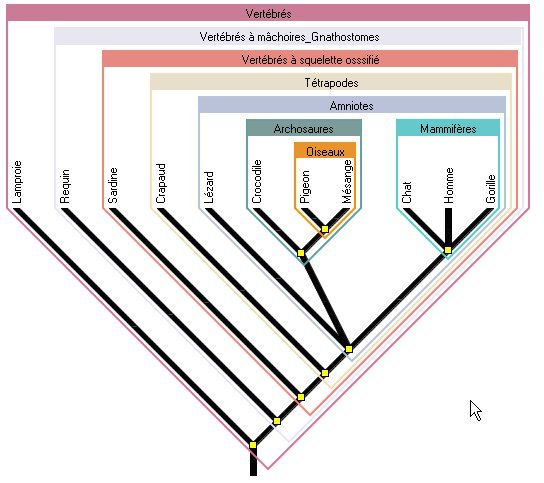 Vertébrés
Vertébrés à mâchoires_Gnathostomes
Vertébrés à squelette osssifié
Tétrapodes
Amniotes
Archosaures
Mammifères
Oiseaux
Lamproie
Requin
Sardine
Crapaud
Lézard
Crocodile
Pigeon
Mésange
Chat
Homme
Gorille